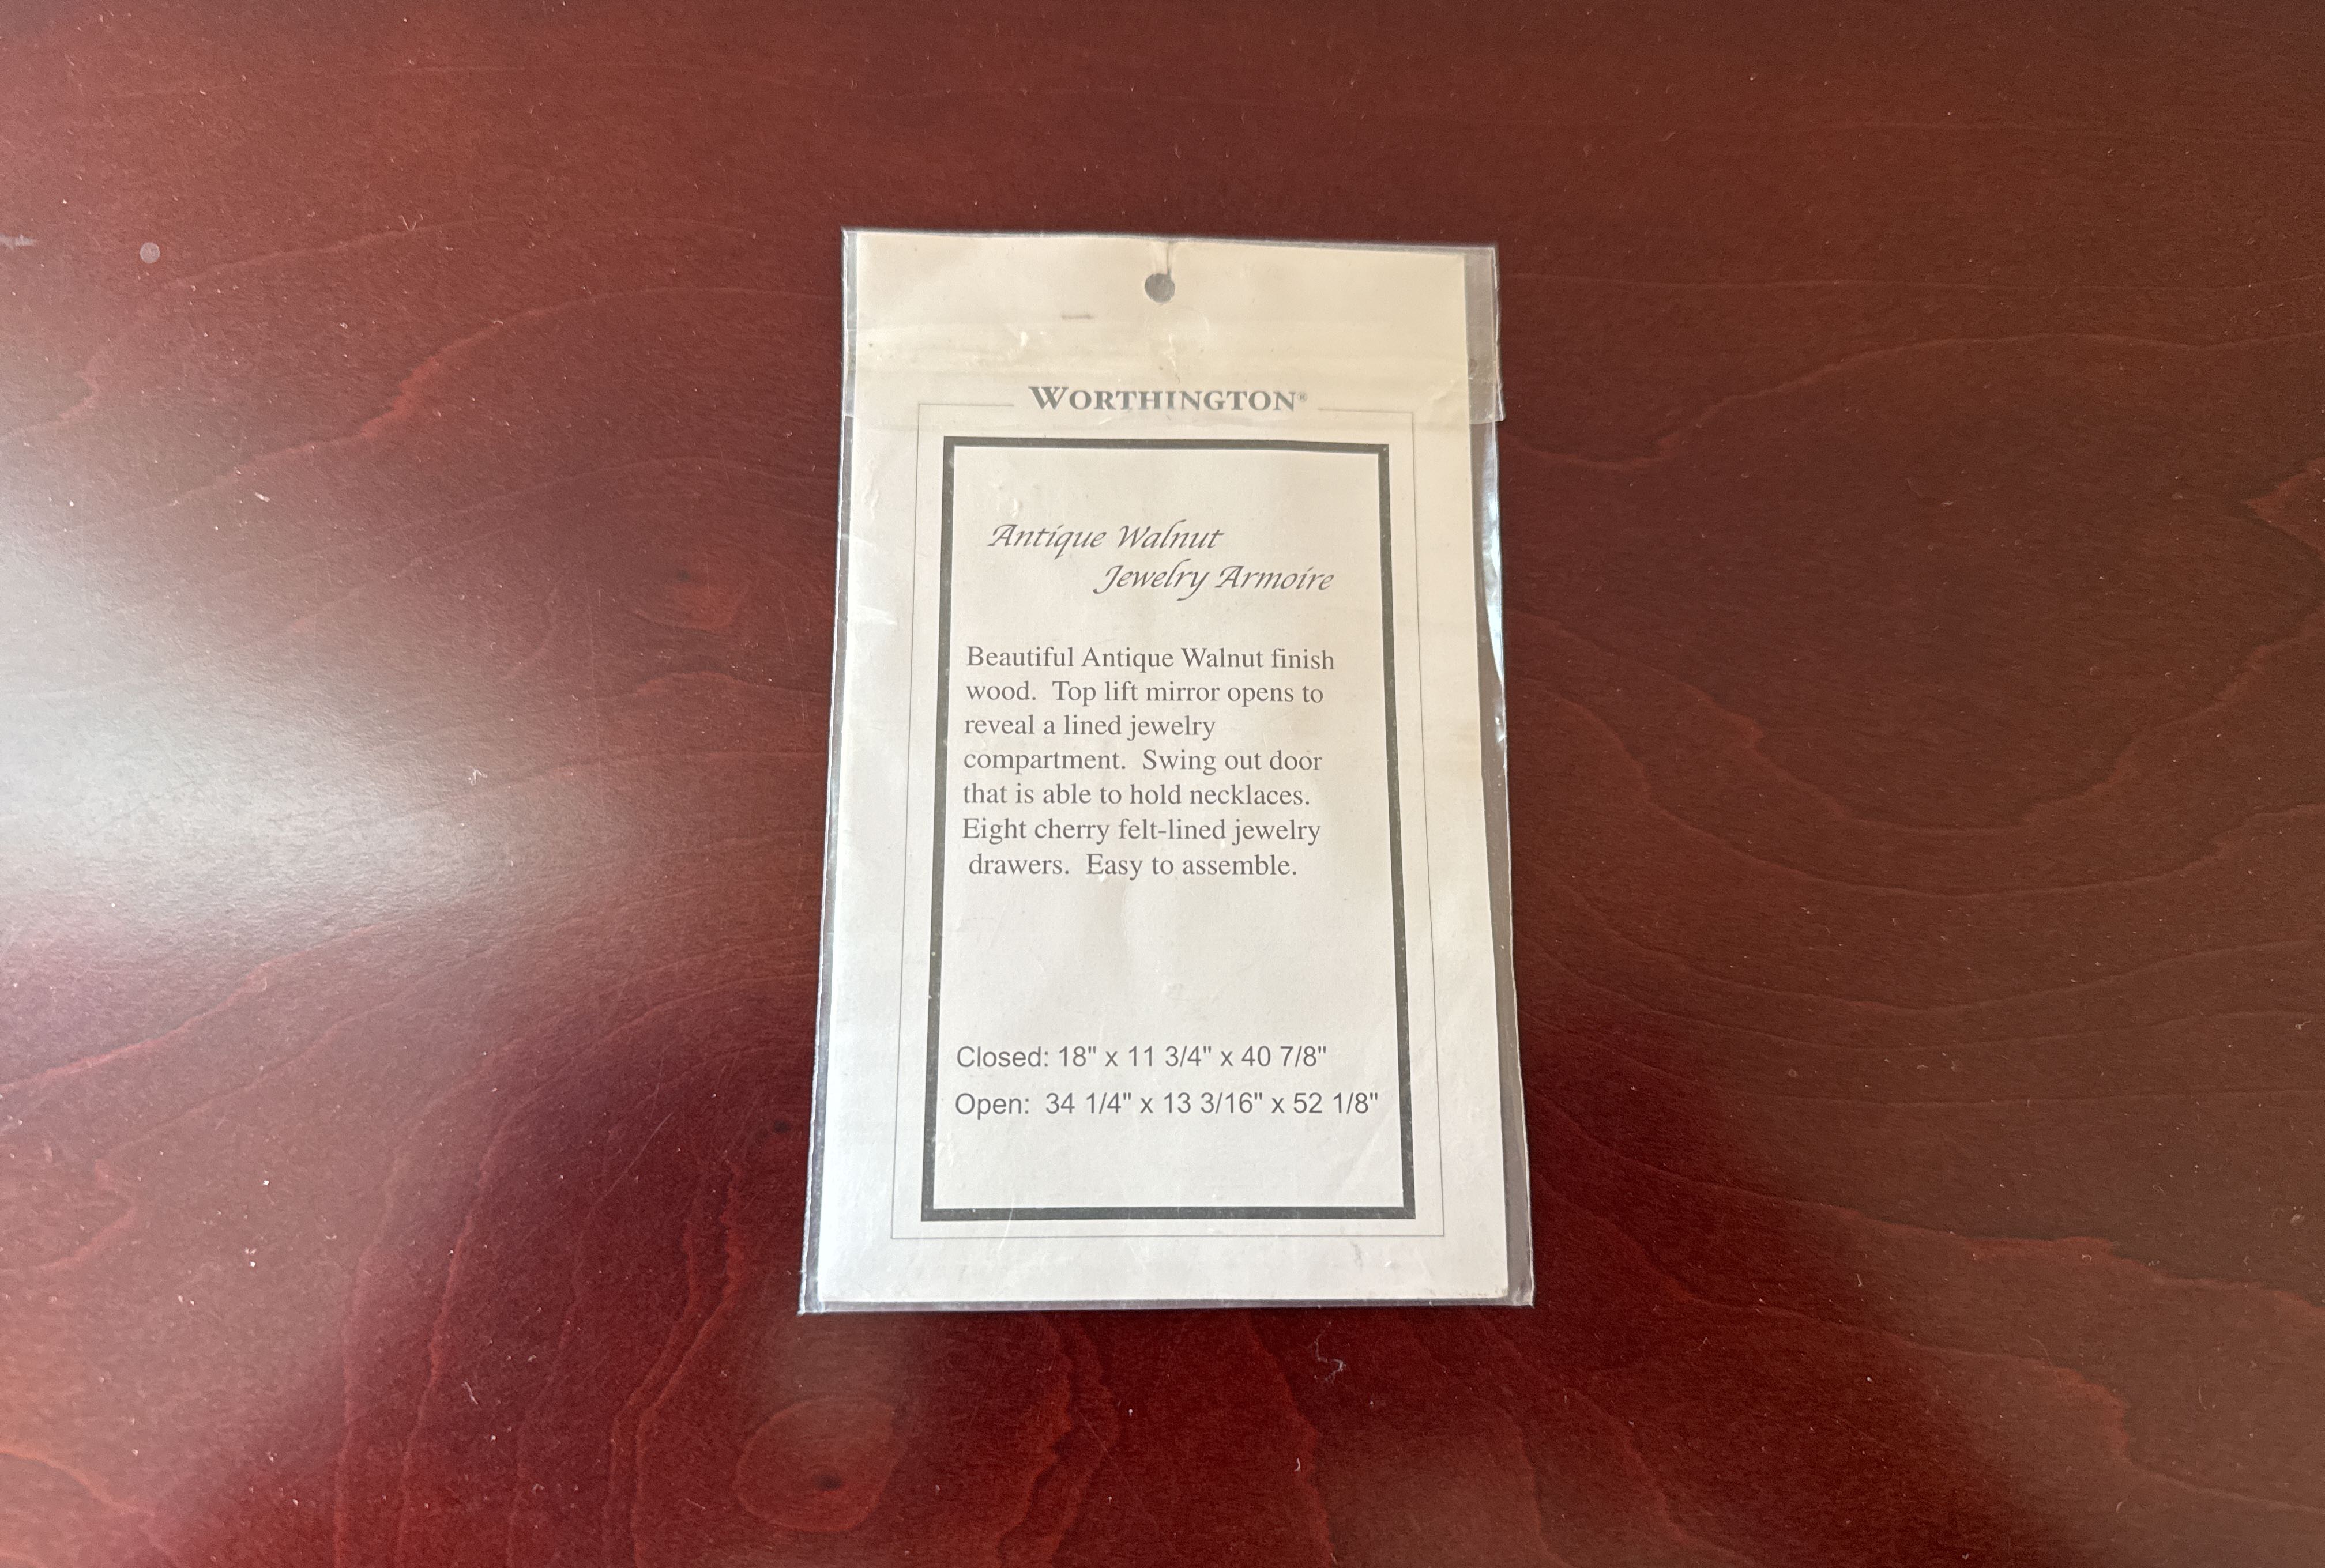 WORTHINGTON®
Antique Walnut
Jewelry Armoire
Beautiful Antique Walnut finish
wood. Top lift mirror opens to
reveal a lined jewelry
compartment. Swing out door
that is able to hold necklaces.
Eight cherry felt-lined jewelry
drawers. Easy to assemble.
Closed: 18" x 11 3/4" x 40 7/8"
Open: 34 1/4" x 13 3/16" x 52 1/8"